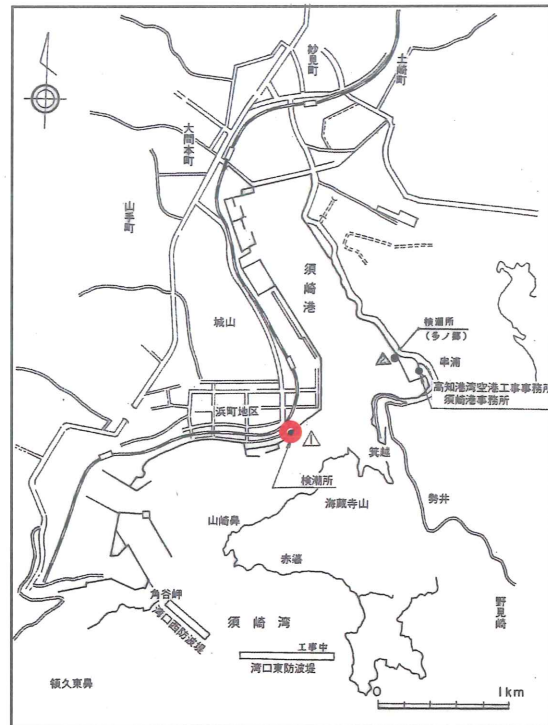 妙見町
土崎町
大間本町
山手町
須崎港
城山
検潮所
(多ノ郷)
串浦
高知港湾空港工事事務所
須崎港事務所
浜町地区
箕越
検潮所
海蔵寺山
勢井
山崎鼻
赤碆
野見崎
角谷岬
湾口西防波堤
須崎湾
工事中
湾口東防波堤
頒久東鼻
0 1km